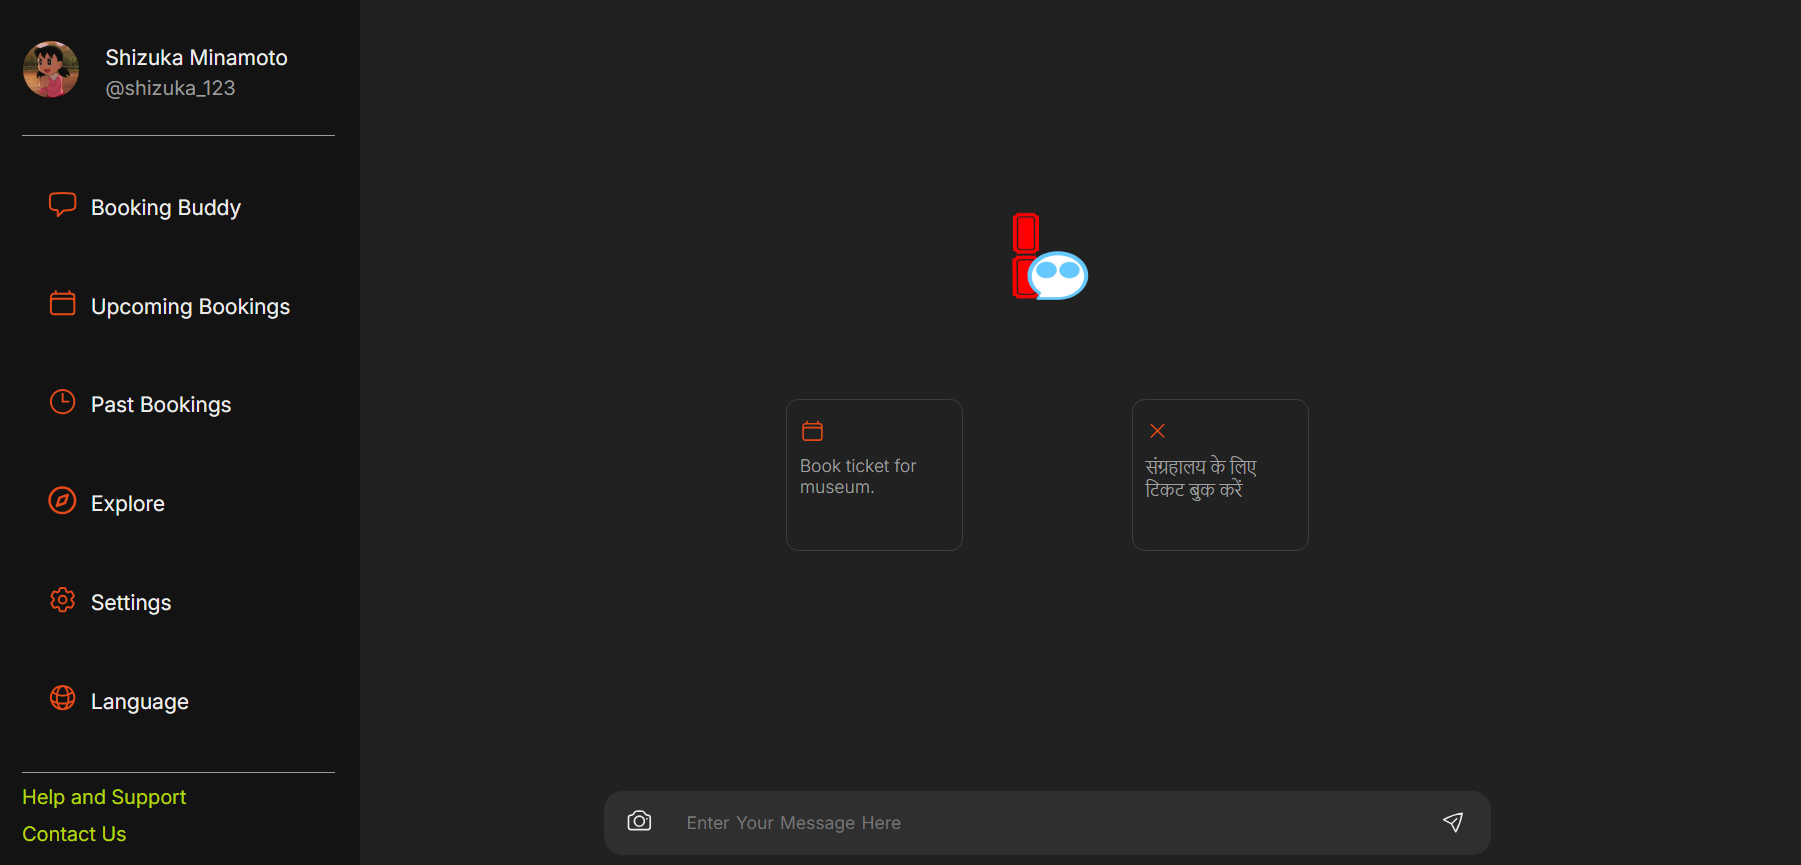 Shizuka Minamoto
@shizuka_123
Booking Buddy
Upcoming Bookings
Past Bookings
Explore
Settings
Language
Help and Support
Contact Us
Book ticket for
museum.
संग्रहालय के लिए
टिकट बुक करें
Enter Your Message Here